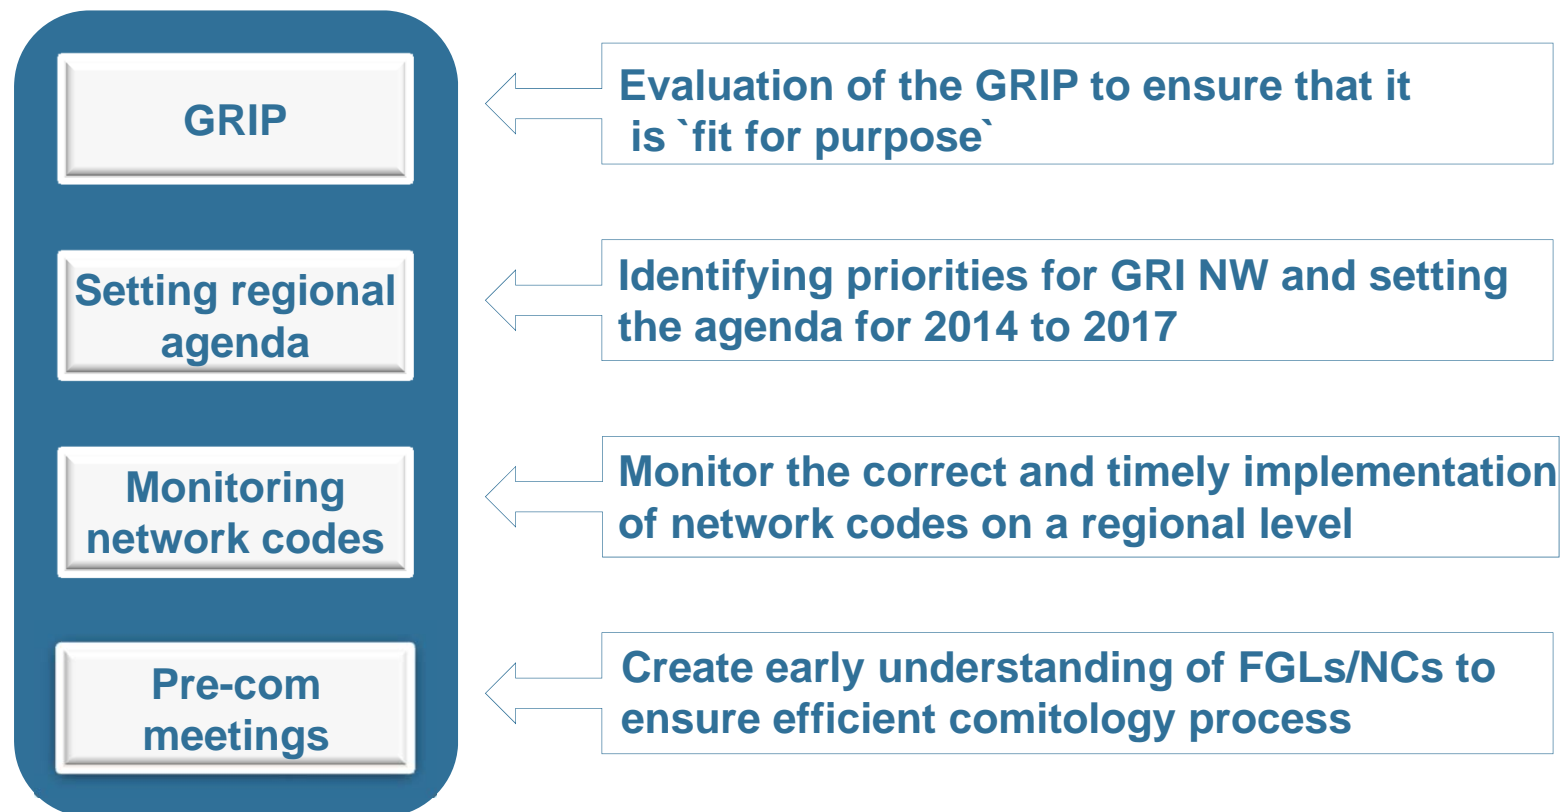 GRIP
Evaluation of the GRIP to ensure that it
is `fit for purpose`
Setting regional
agenda
Identifying priorities for GRI NW and setting
the agenda for 2014 to 2017
Monitoring
network codes
Monitor the correct and timely implementation
of network codes on a regional level
Pre-com
meetings
Create early understanding of FGLs/NCs to
ensure efficient comitology process